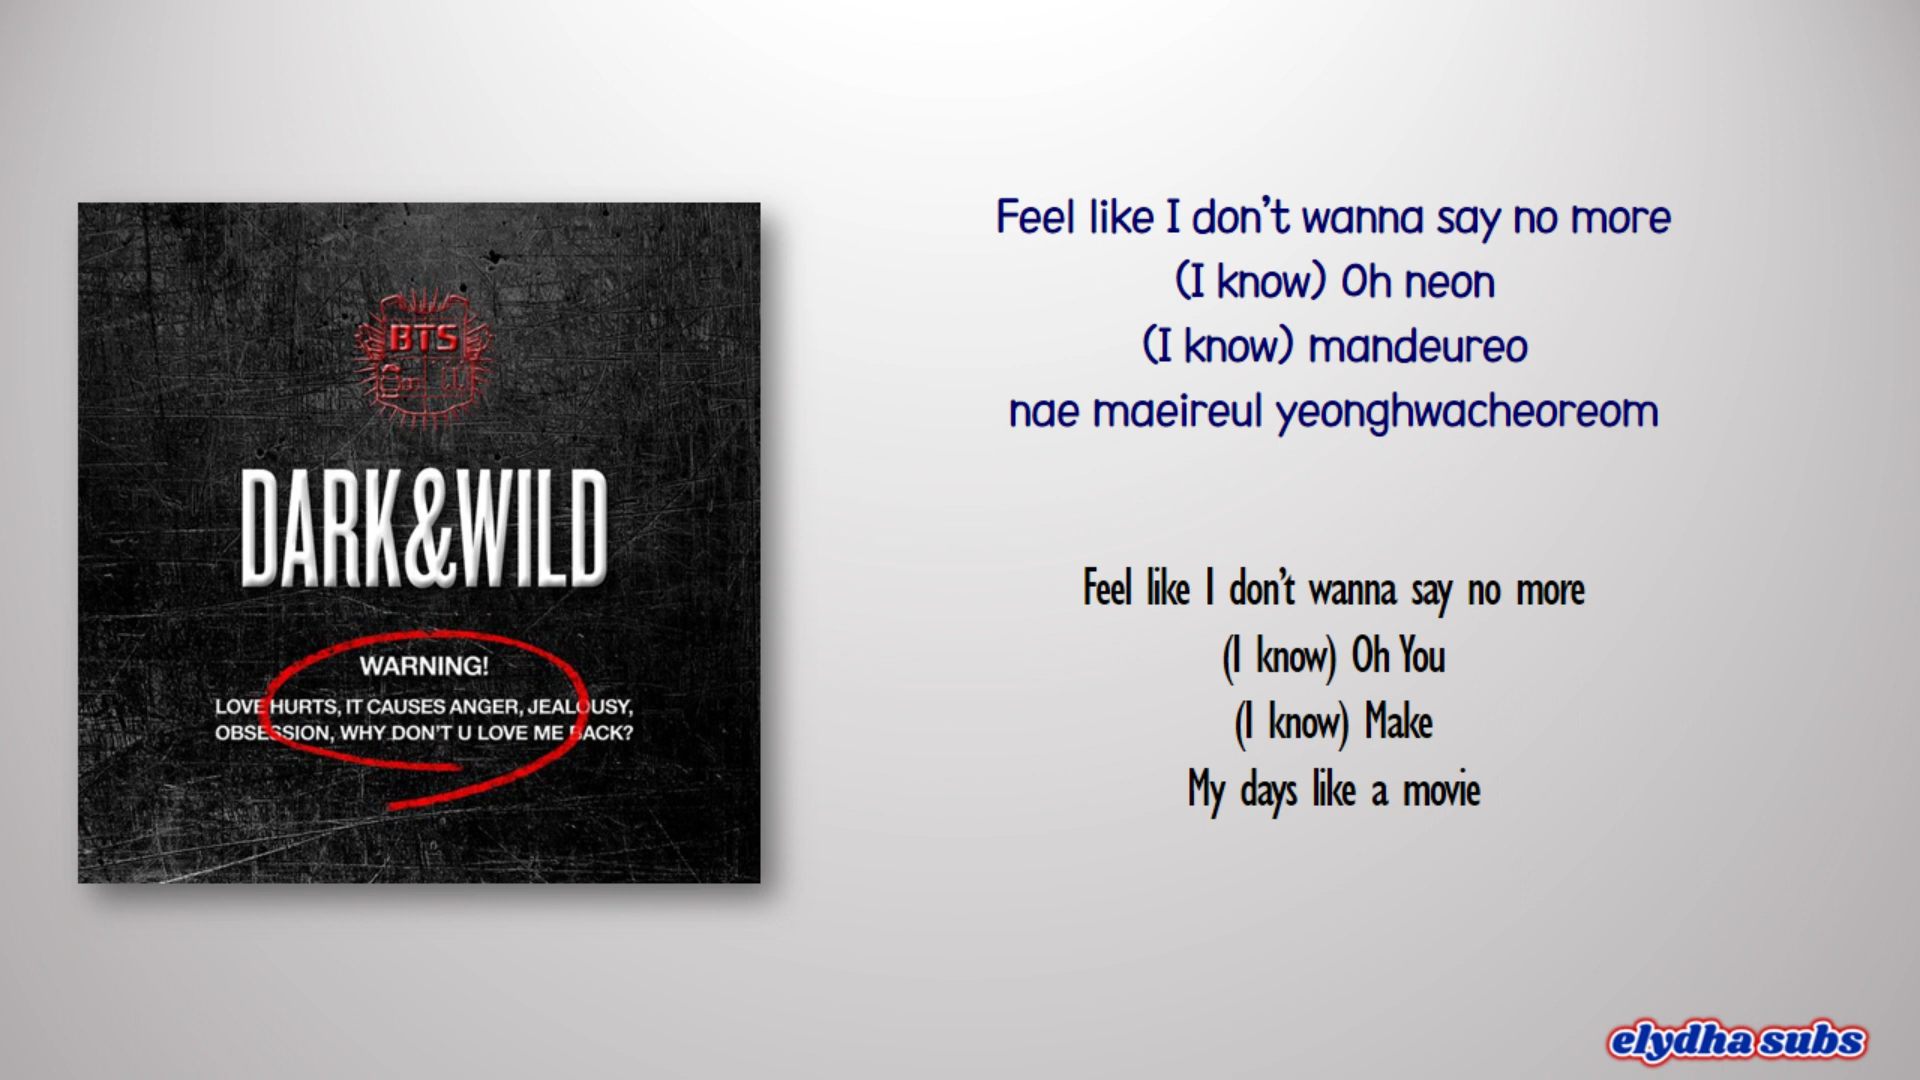 BTS
DARK&WILD
WARNING!
LOVE HURTS, IT CAUSES ANGER, JEALOUSY,
OBSESSION, WHY DON'T U LOVE ME BACK?
Feel like I don't wanna say no more
(I know) Oh neon
(I know) mandeureo
nae maeireul yeonghwacheoreom
Feel like I don't wanna say no more
(I know) Oh You
(I know) Make
My days like a movie
elydha subs